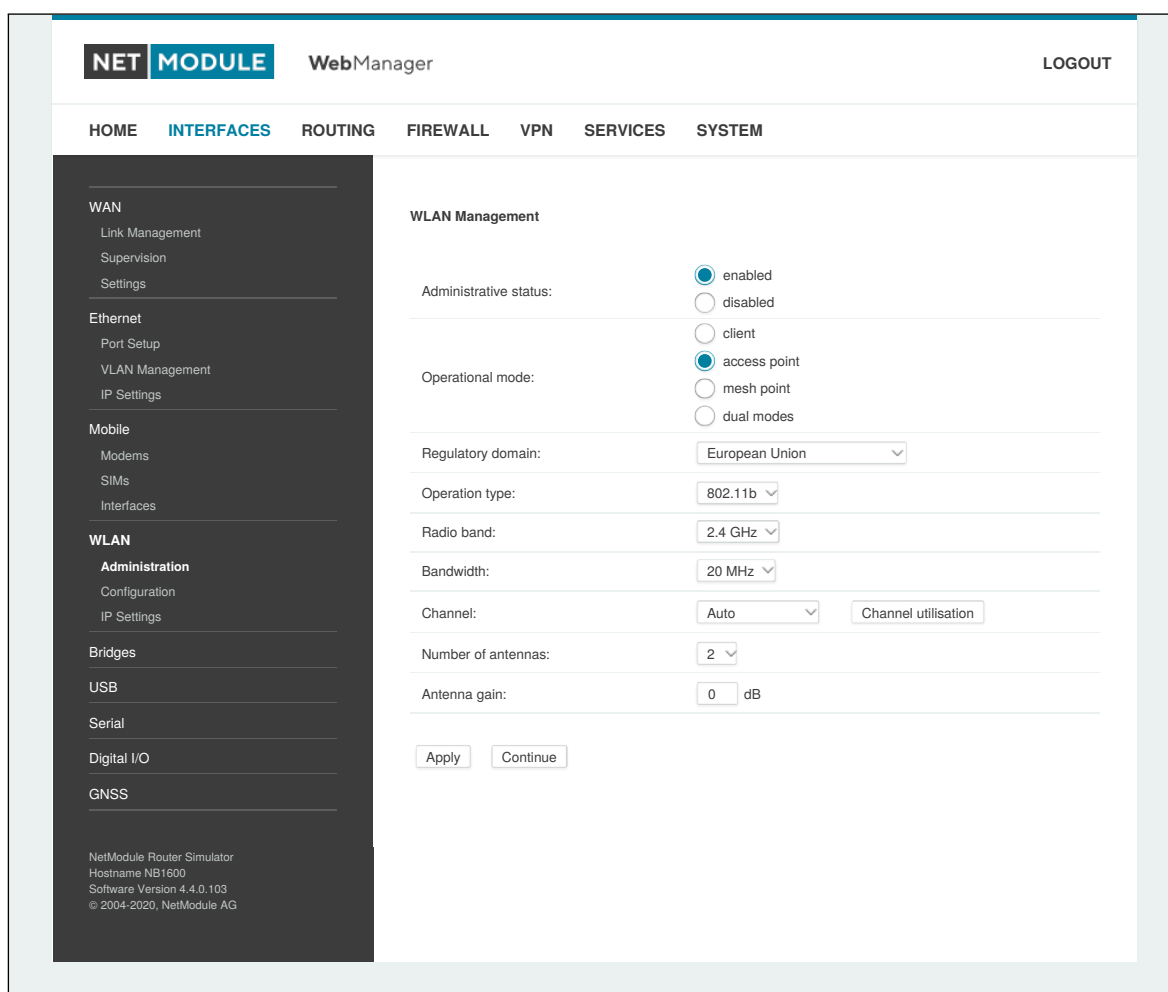 NET MODULE WebManager LOGOUT
HOME INTERFACES ROUTING FIREWALL VPN SERVICES SYSTEM
WAN
Link Management
Supervision
Settings
Ethernet
Port Setup
VLAN Management
IP Settings
Mobile
Modems
SIMs
Interfaces
WLAN
Administration
Configuration
IP Settings
Bridges
USB
Serial
Digital I/O
GNSS
NetModule Router Simulator
Hostname NB1600
Software Version 4.4.0.103
© 2004-2020, NetModule AG
WLAN Management
Administrative status:
enabled
disabled
Operational mode:
client
access point
mesh point
dual modes
Regulatory domain: European Union
Operation type: 802.11b
Radio band: 2.4 GHz
Bandwidth: 20 MHz
Channel: Auto Channel utilisation
Number of antennas: 2
Antenna gain: 0 dB
Apply Continue